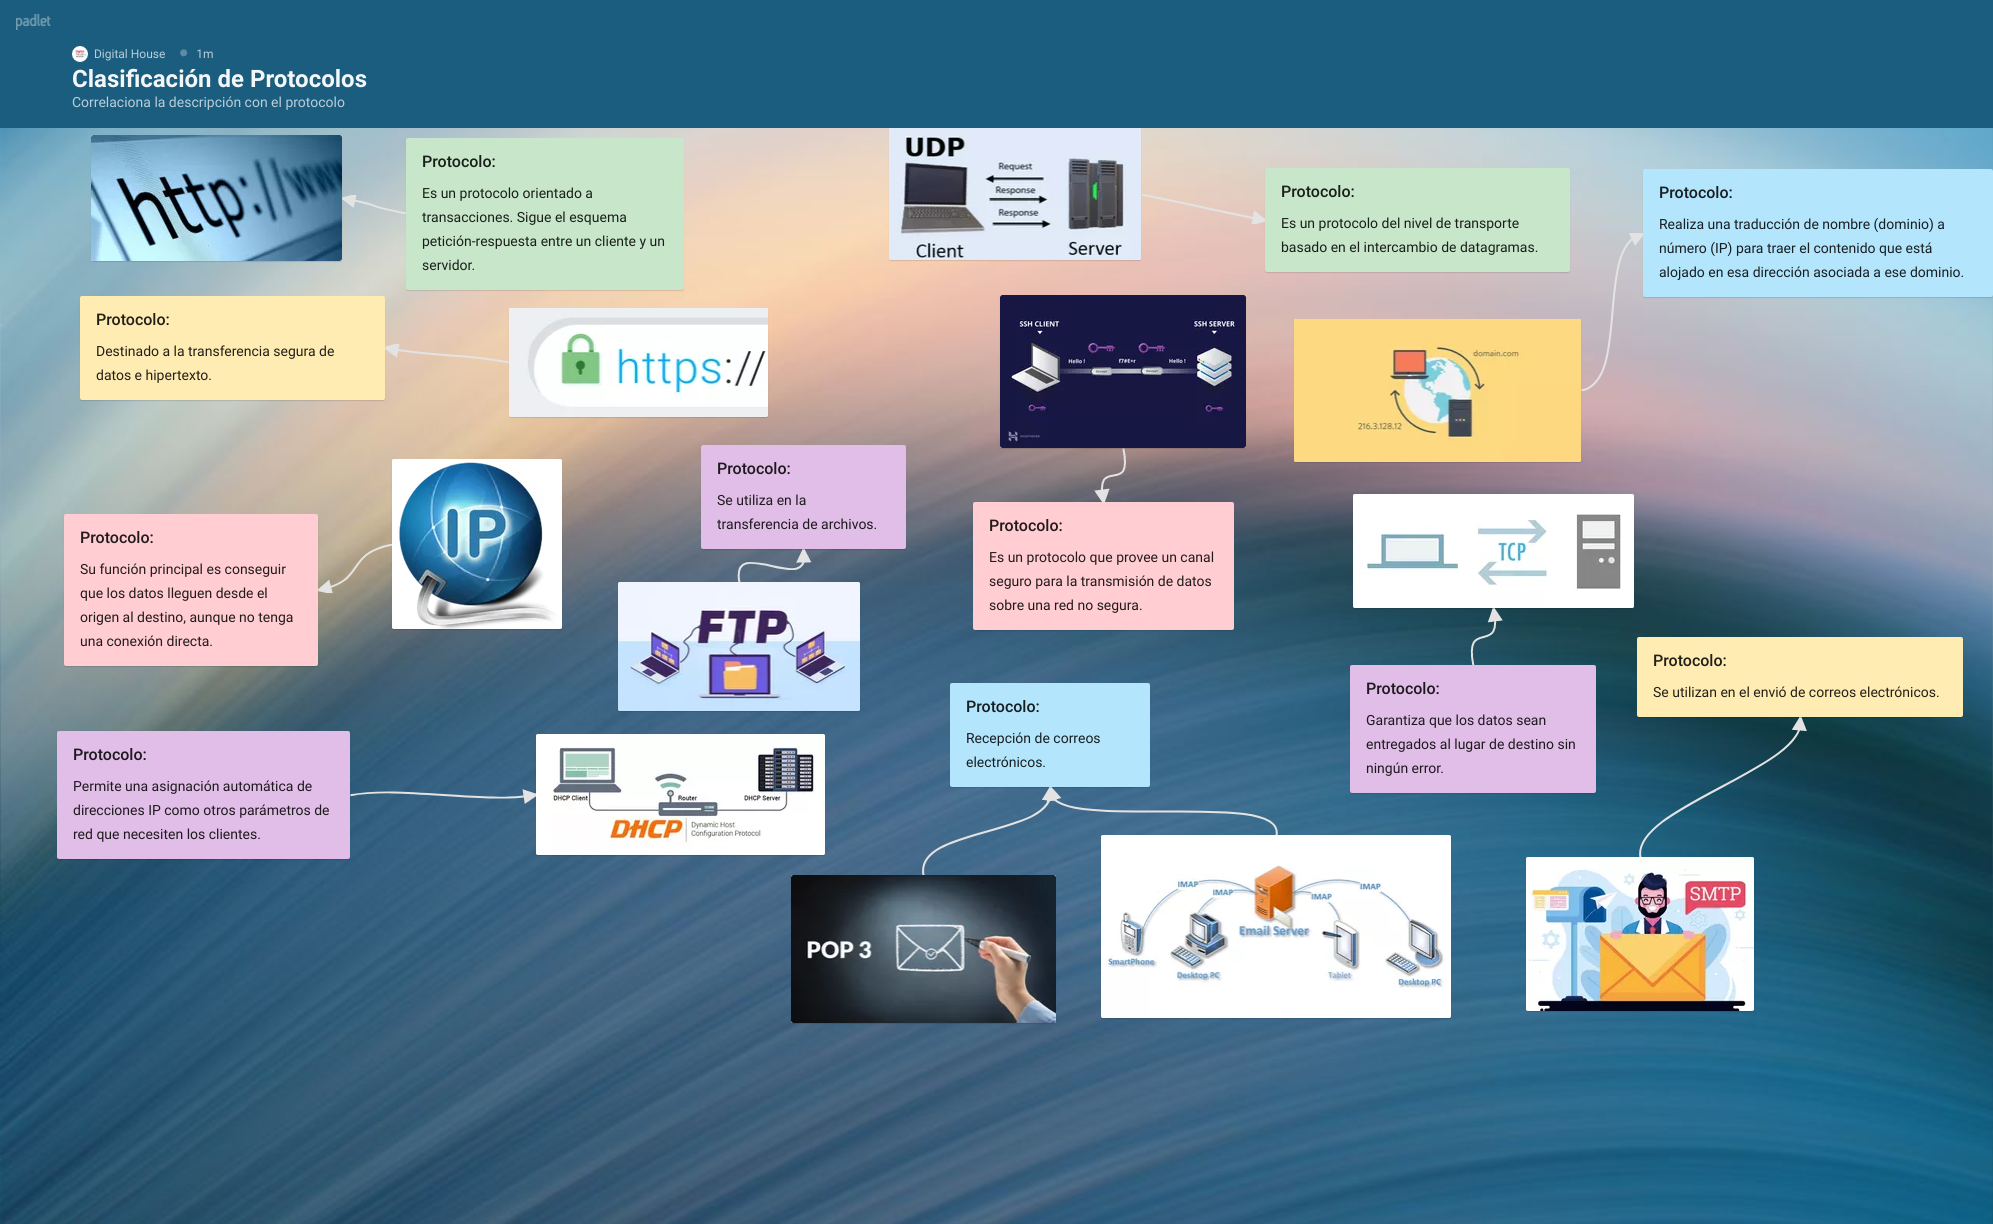 padlet
Digital House
1m
Clasificación de Protocolos
Correlaciona la descripción con el protocolo
http://www
Protocolo:
Es un protocolo orientado a
transacciones. Sigue el esquema
petición-respuesta entre un cliente y un
servidor.
UDP
Request
Response
Response
Client
Server
Protocolo:
Es un protocolo del nivel de transporte
basado en el intercambio de datagramas.
Protocolo:
Realiza una traducción de nombre (dominio) a
número (IP) para traer el contenido que está
alojado en esa dirección asociada a ese dominio.
Protocolo:
Destinado a la transferencia segura de
datos e hipertexto.
https://
SSH CLIENT
SSH SERVER
Hello !
Hello !
domain.com
216.3.128.12
Protocolo:
Su función principal es conseguir
que los datos lleguen desde el
origen al destino, aunque no tenga
una conexión directa.
IP
Protocolo:
Se utiliza en la
transferencia de archivos.
FTP
Protocolo:
Es un protocolo que provee un canal
seguro para la transmisión de datos
sobre una red no segura.
TCP
Protocolo:
Garantiza que los datos sean
entregados al lugar de destino sin
ningún error.
Protocolo:
Se utilizan en el envió de correos electrónicos.
Protocolo:
Permite una asignación automática de
direcciones IP como otros parámetros de
red que necesiten los clientes.
DHCP Client
Router
DHCP Server
DHCP
Dynamic Host
Configuration Protocol
Protocolo:
Recepción de correos
electrónicos.
POP 3
IMAP
IMAP
IMAP
IMAP
Email Server
SmartPhone
Desktop PC
Tablet
Desktop PC
SMTP